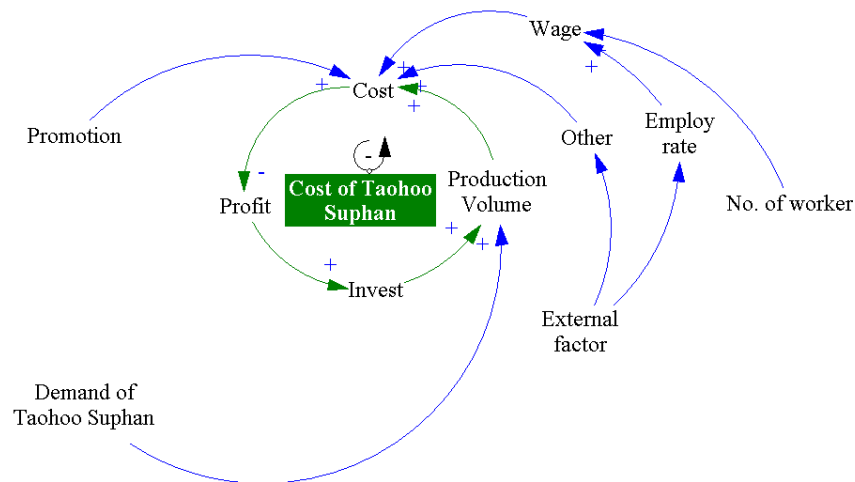 Wage
Cost
Promotion
Other
Employ
rate
Cost of Taohoo
Suphan
Production
Volume
Profit
No. of worker
Invest
External
factor
Demand of
Taohoo Suphan
+
+
+
+
+
-
-
+
+
+